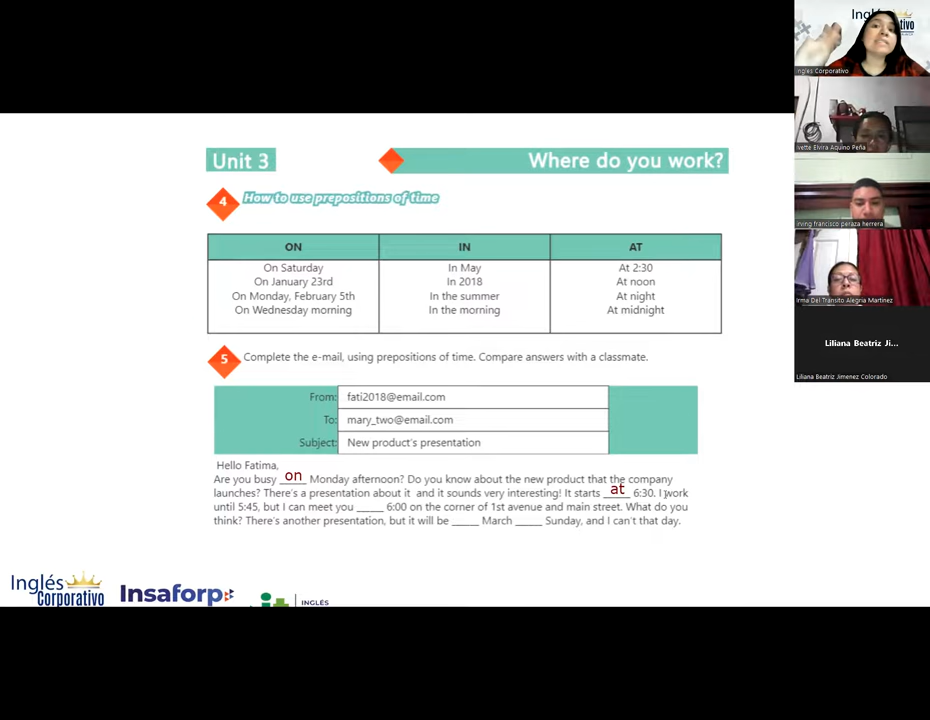 Unit 3
Where do you work?
4
How to use prepositions of time
ON
IN
AT
On Saturday
In May
At 2:30
On January 23rd
In 2018
At noon
On Monday, February 5th
In the summer
At night
On Wednesday morning
In the morning
At midnight
5
Complete the e-mail, using prepositions of time. Compare answers with a classmate.
From: fati2018@email.com
To: mary_two@email.com
Subject: New product's presentation
Hello Fatima,
Are you busy on Monday afternoon? Do you know about the new product that the company
launches? There's a presentation about it and it sounds very interesting! It starts at 6:30. I work
until 5:45, but I can meet you _____ 6:00 on the corner of 1st avenue and main street. What do you
think? There's another presentation, but it will be _____ March _____ Sunday, and I can't that day.
Inglés
Corporativo
Insaforp
INGLÉS
Inglés Corporativo
Ivette Elvira Aquino Peña
irving francisco peraza herrera
Irma Del Transito Alegria Martinez
Liliana Beatriz Ji...
Liliana Beatriz Jimenez Colorado